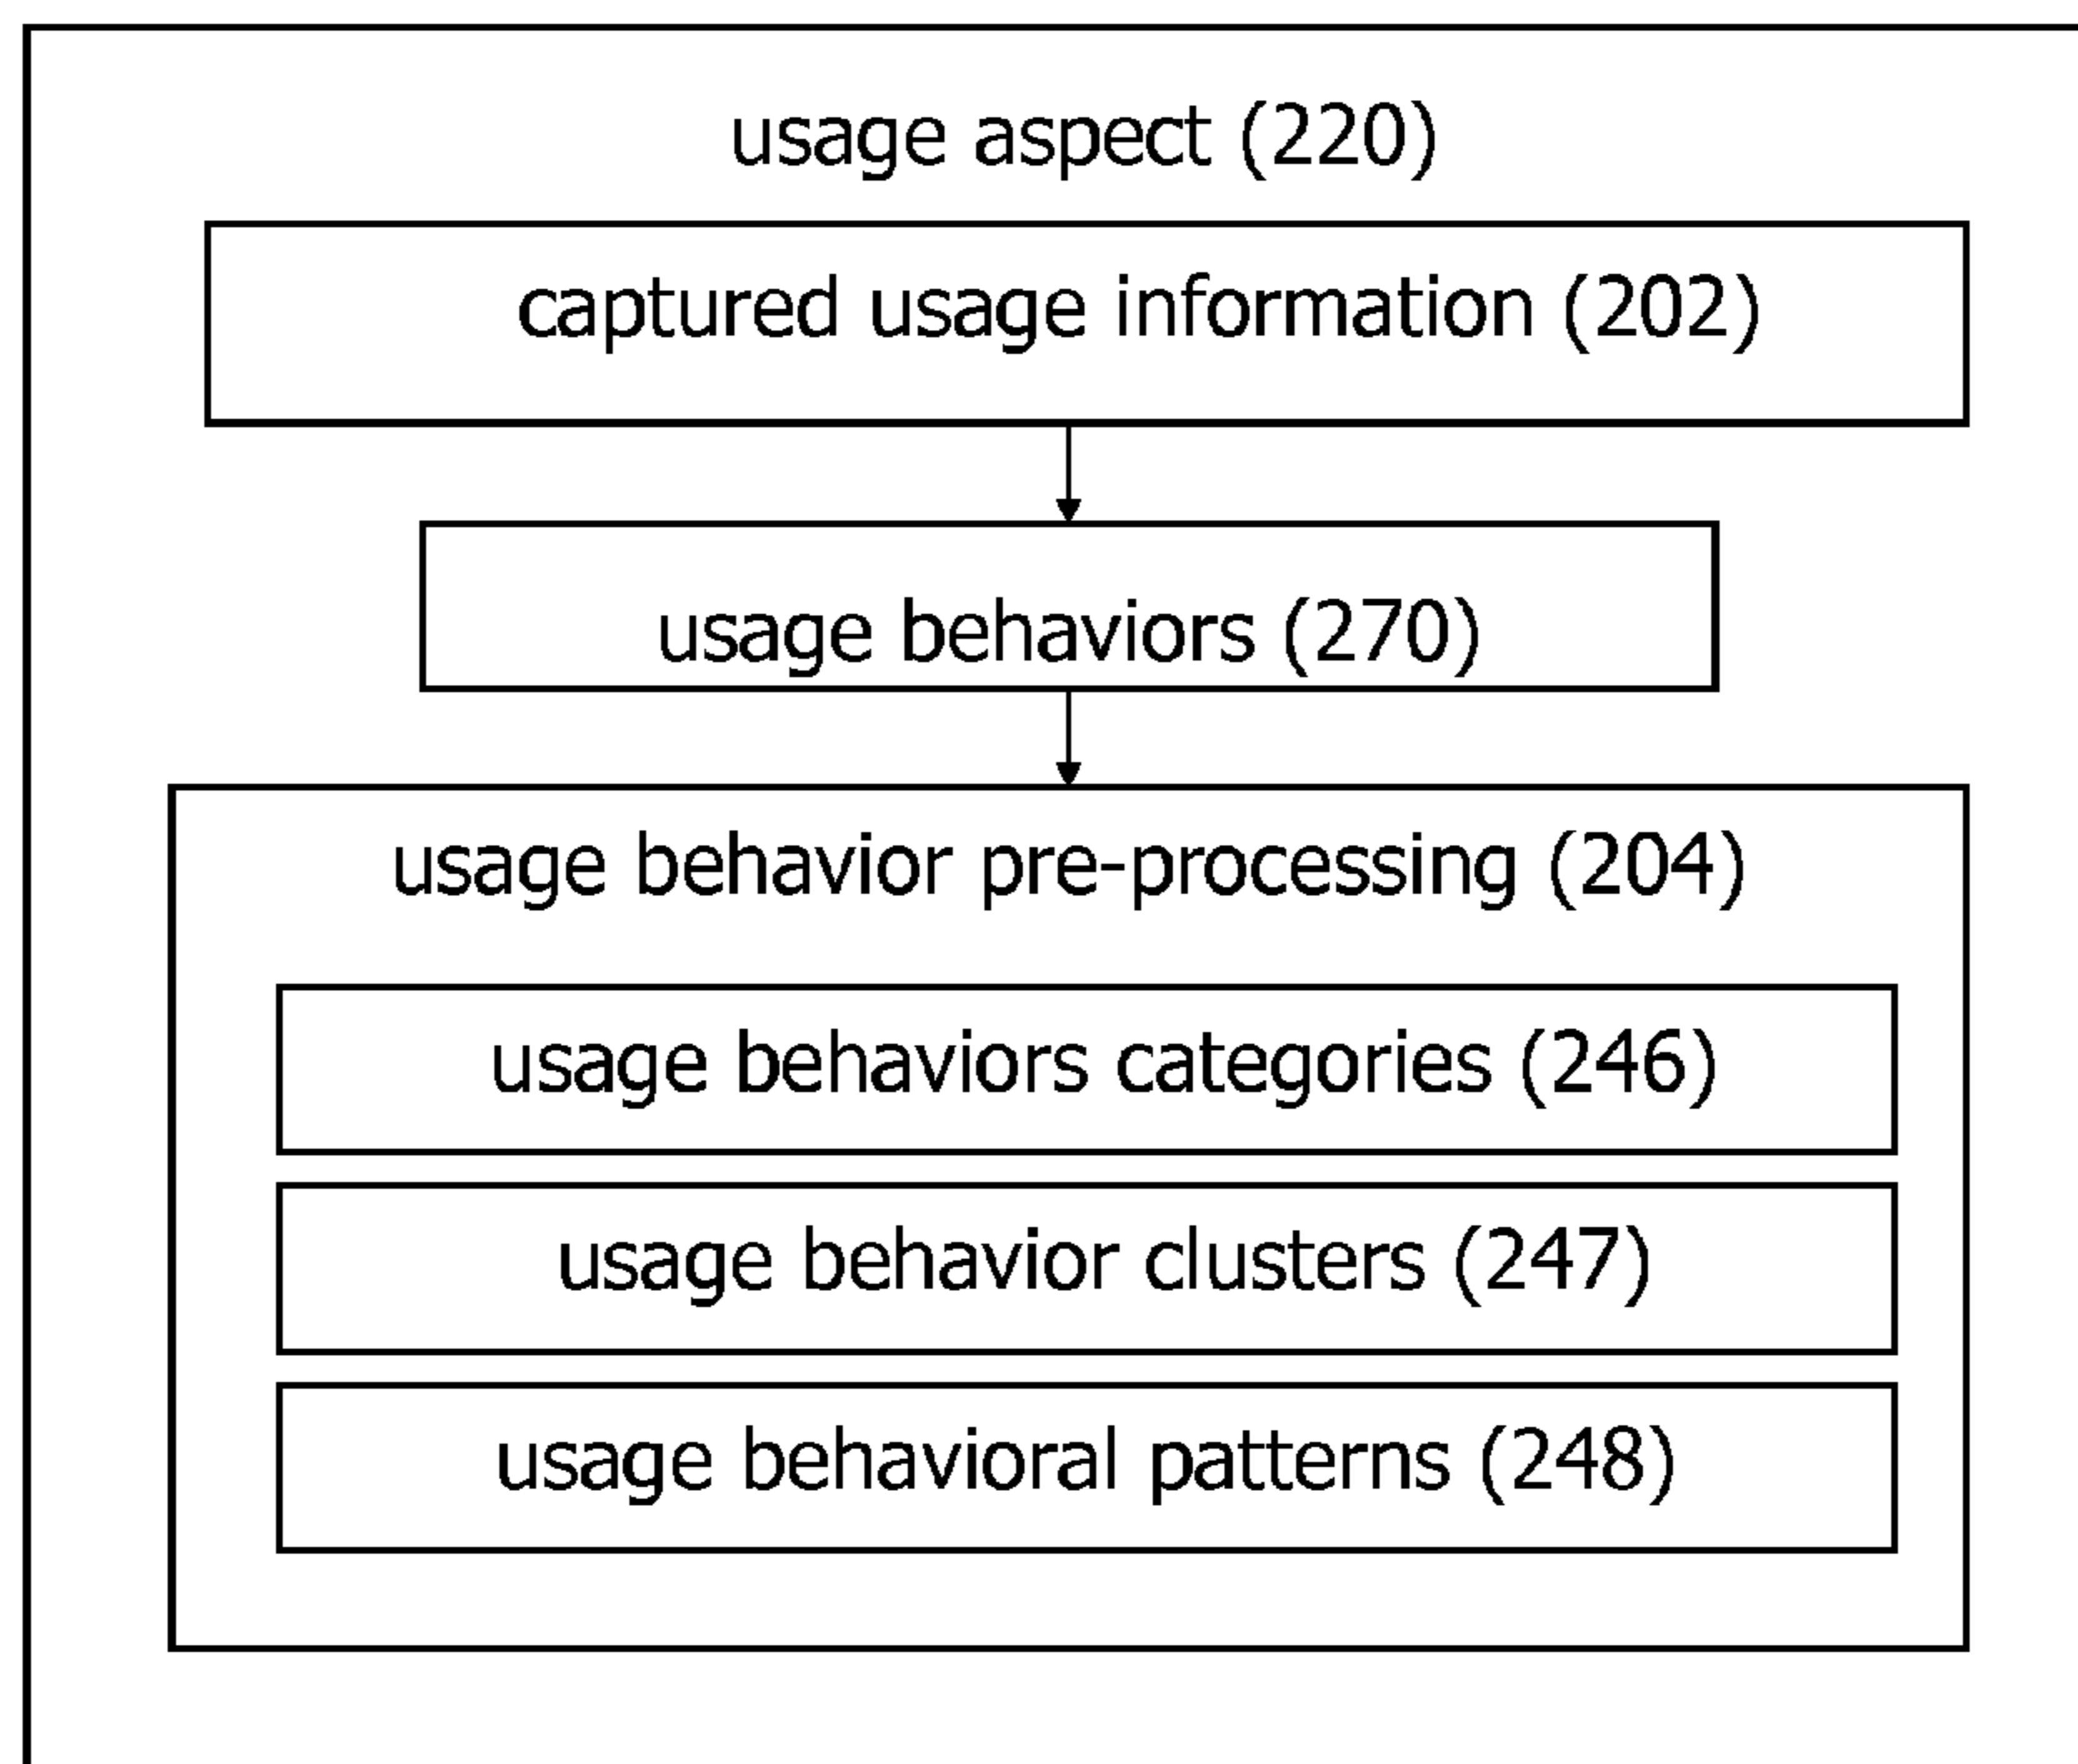 usage aspect (220)
captured usage information (202)
usage behaviors (270)
usage behavior pre-processing (204)
usage behaviors categories (246)
usage behavior clusters (247)
usage behavioral patterns (248)